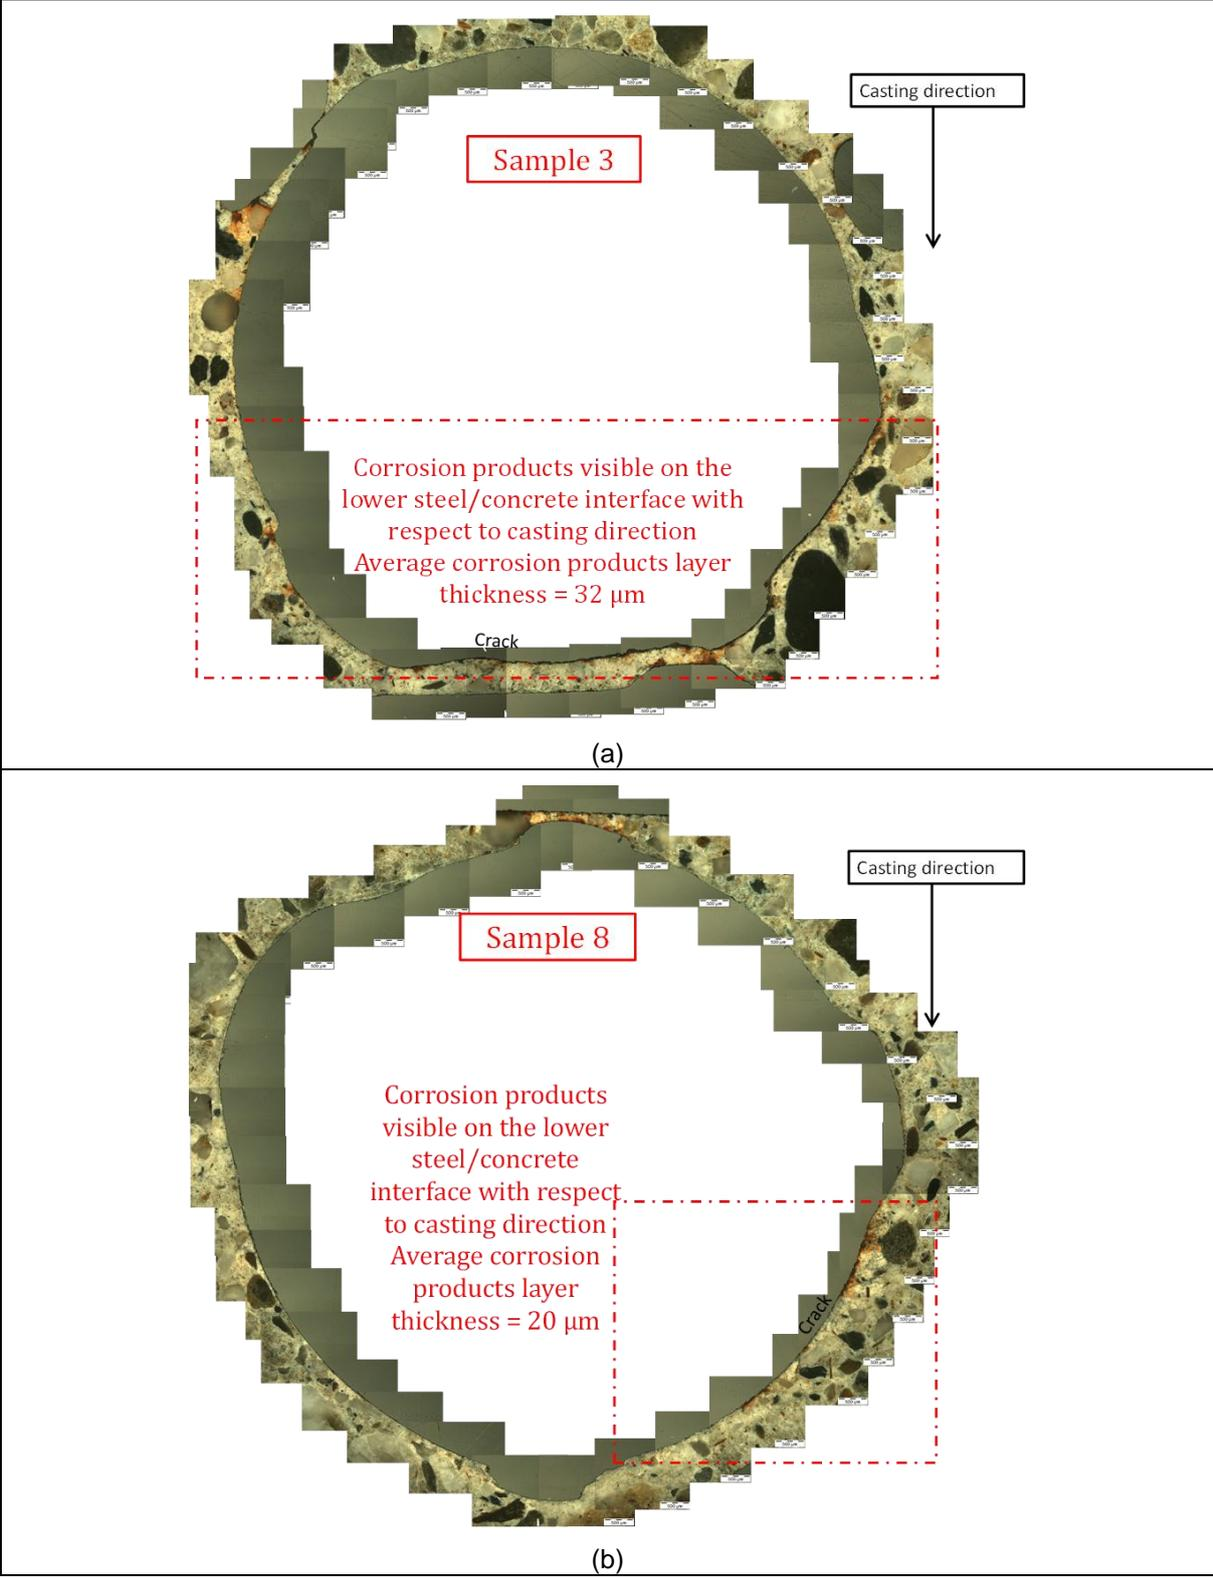 Casting direction
Sample 3
Corrosion products visible on the
lower steel/concrete interface with
respect to casting direction
Average corrosion products layer
thickness = 32 µm
Crack
(a)
Casting direction
Sample 8
Corrosion products
visible on the lower
steel/concrete
interface with respect
to casting direction
Average corrosion
products layer
thickness = 20 µm
Crack
(b)